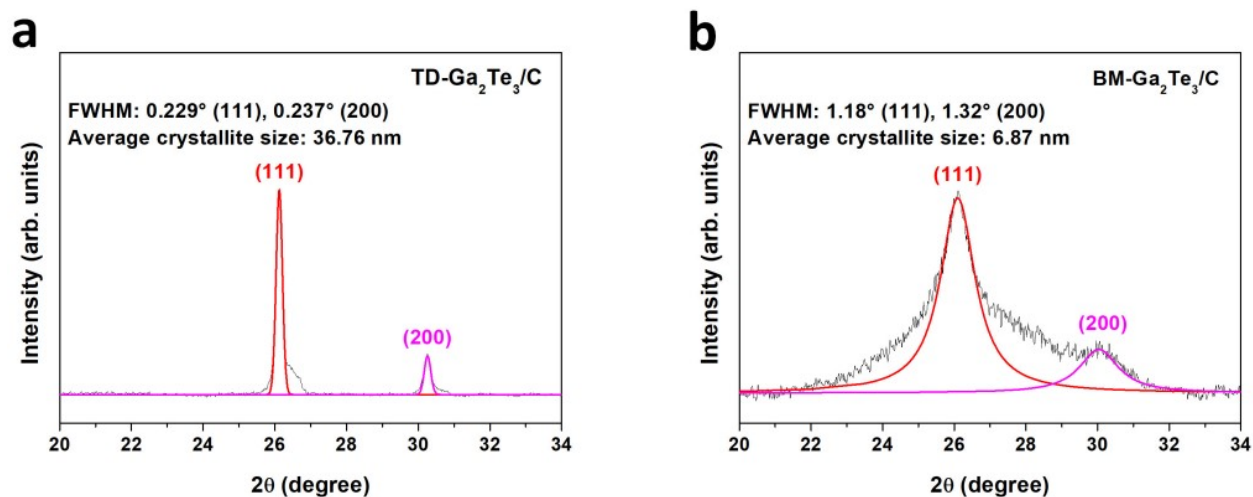 a
TD-Ga₂Te₃/C
FWHM: 0.229° (111), 0.237° (200)
Average crystallite size: 36.76 nm
(111)
(200)
Intensity (arb. units)
20 22 24 26 28 30 32 34
2θ (degree)
b
BM-Ga₂Te₃/C
FWHM: 1.18° (111), 1.32° (200)
Average crystallite size: 6.87 nm
(111)
(200)
Intensity (arb. units)
20 22 24 26 28 30 32 34
2θ (degree)